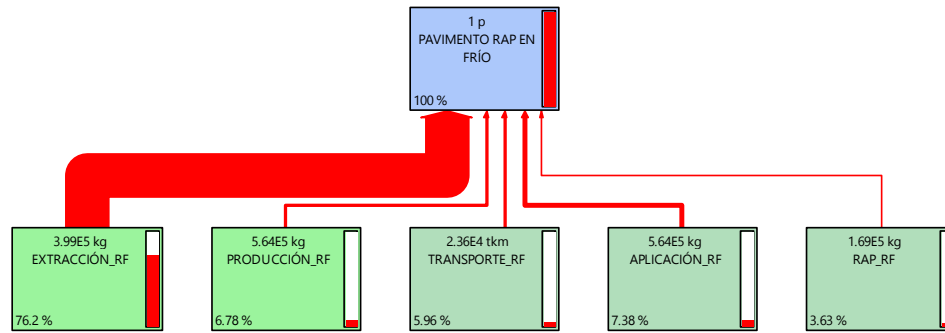 1 p
PAVIMENTO RAP EN
FRÍO
100 %
3.99E5 kg
EXTRACCIÓN_RF
76.2 %
5.64E5 kg
PRODUCCIÓN_RF
6.78 %
2.36E4 tkm
TRANSPORTE_RF
5.96 %
5.64E5 kg
APLICACIÓN_RF
7.38 %
1.69E5 kg
RAP_RF
3.63 %